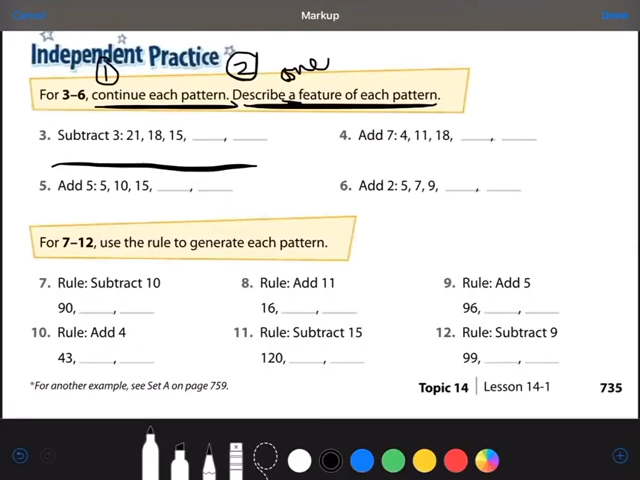 Cancel Markup Done
Independent Practice
① ② one
For 3–6, continue each pattern. Describe a feature of each pattern.
3. Subtract 3: 21, 18, 15, ____, ____ 4. Add 7: 4, 11, 18, ____, ____
5. Add 5: 5, 10, 15, ____, ____ 6. Add 2: 5, 7, 9, ____, ____
For 7–12, use the rule to generate each pattern.
7. Rule: Subtract 10 8. Rule: Add 11 9. Rule: Add 5
90, ____, ____ 16, ____, ____ 96, ____, ____
10. Rule: Add 4 11. Rule: Subtract 15 12. Rule: Subtract 9
43, ____, ____ 120, ____, ____ 99, ____, ____
*For another example, see Set A on page 759. Topic 14 | Lesson 14-1 735